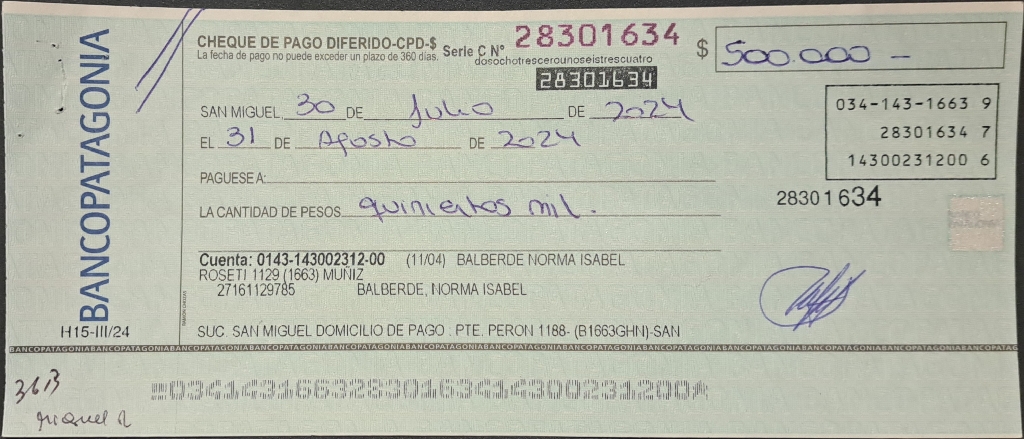 BANCOPATAGONIA
H15-III/24
CHEQUE DE PAGO DIFERIDO-CPD-$ Serie C N° 28301634 $ 500.000 -
La fecha de pago no puede exceder un plazo de 360 días.
dosochotrescerounoseistrescuatro
28301634
SAN MIGUEL 30 DE Julio DE 2024
EL 31 DE Agosto DE 2024
034-143-1663 9
28301634 7
14300231200 6
PAGUESE A:
28301634
LA CANTIDAD DE PESOS quinientos mil.
Cuenta: 0143-143002312-00 (11/04) BALBERDE NORMA ISABEL
ROSETI 1129 (1663) MUÑIZ
27161129785 BALBERDE, NORMA ISABEL
SUC. SAN MIGUEL DOMICILIO DE PAGO : PTE. PERON 1188- (B1663GHN)-SAN
BANCOPATAGONIABANCOPATAGONIABANCOPATAGONIABANCOPATAGONIABANCOPATAGONIABANCOPATAGONIABANCOPATAGONIABANCOPATAGONIABANCOPATAGONIA
03414316632830163414300231200
Miguel R